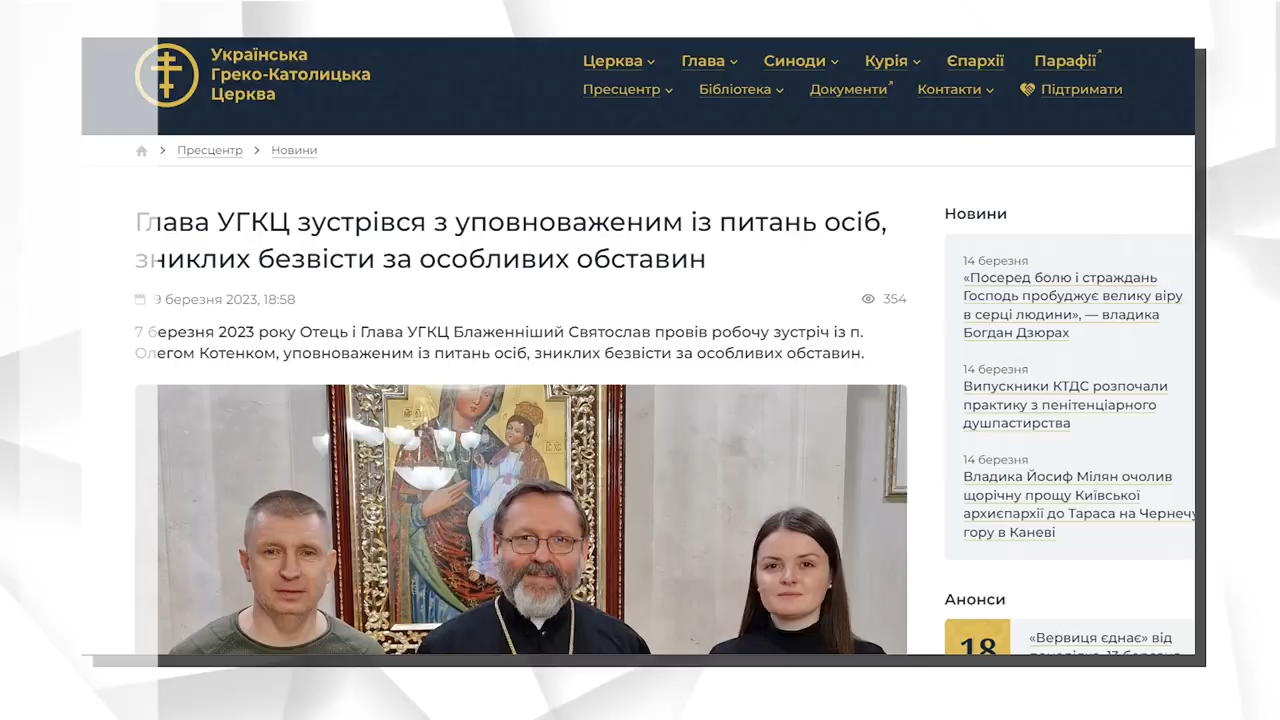 Українська
Греко-Католицька
Церква
Церква Глава Синоди Курія Єпархії Парафії
Пресцентр Бібліотека Документи Контакти Підтримати
Пресцентр Новини
Глава УГКЦ зустрівся з уповноваженим із питань осіб,
зниклих безвісти за особливих обставин
9 березня 2023, 18:58
354
7 березня 2023 року Отець і Глава УГКЦ Блаженніший Святослав провів робочу зустріч із п.
Олегом Котенком, уповноваженим із питань осіб, зниклих безвісти за особливих обставин.
Новини
14 березня
«Посеред болю і страждань
Господь пробуджує велику віру
в серці людини», — владика
Богдан Дзюрах
14 березня
Випускники КТДС розпочали
практику з пенітенціарного
душпастирства
14 березня
Владика Йосиф Мілян очолив
щорічну прощу Київської
архиєпархії до Тараса на Чернечу
гору в Каневі
Анонси
18
«Вервиця єднає» від